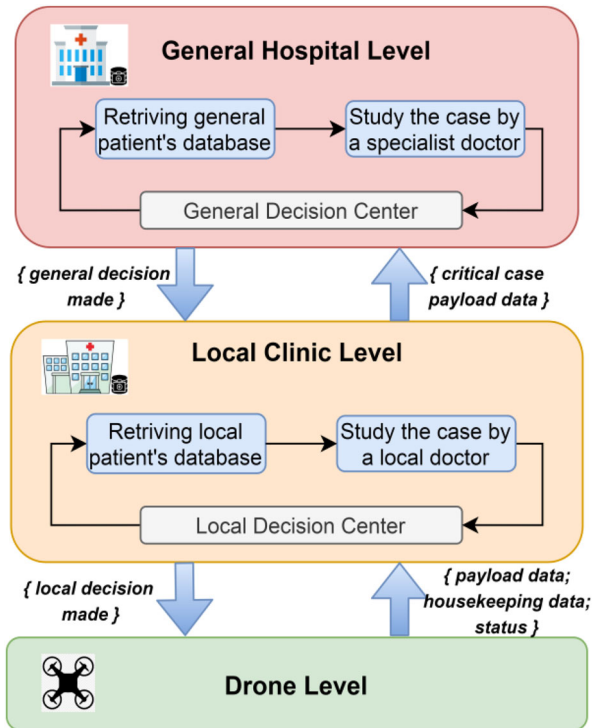 General Hospital Level
Retriving general
patient's database
Study the case by
a specialist doctor
General Decision Center
{ general decision
made }
{ critical case
payload data }
Local Clinic Level
Retriving local
patient's database
Study the case by
a local doctor
Local Decision Center
{ local decision
made }
{ payload data;
housekeeping data;
status }
Drone Level